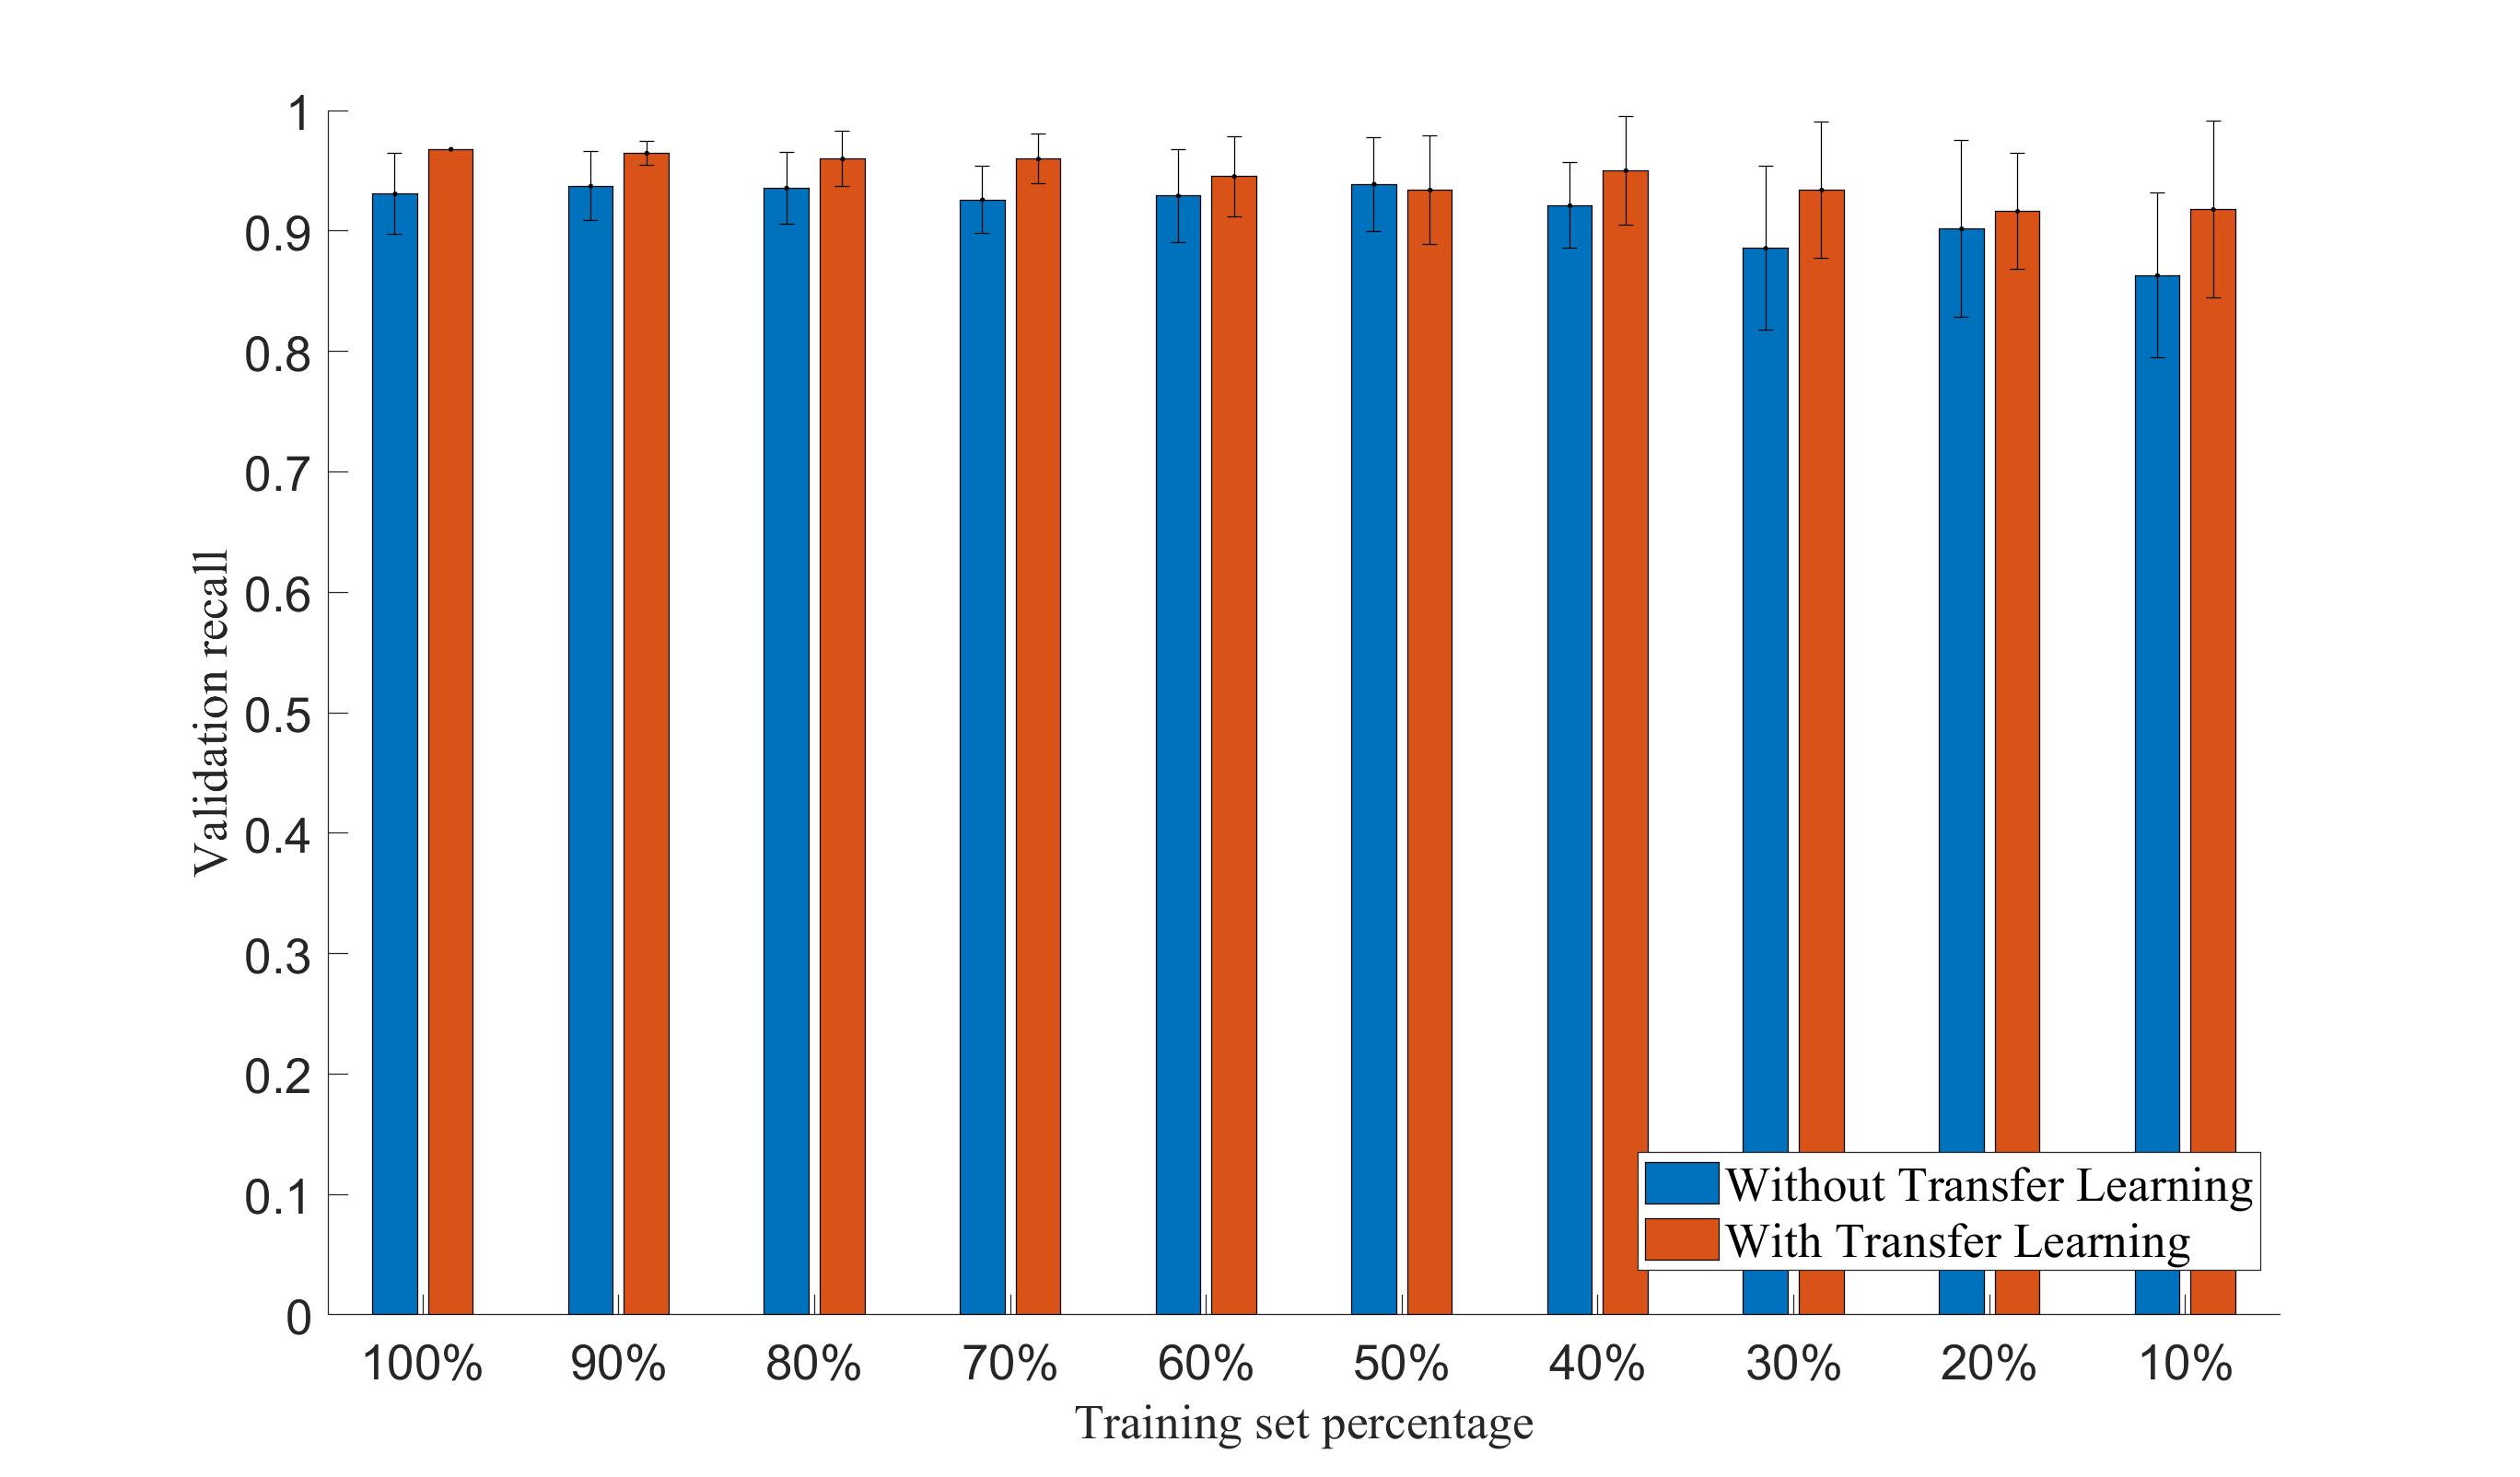 1
0.9
0.8
0.7
0.6
0.5
0.4
0.3
0.2
0.1
0
Validation recall
Without Transfer Learning
With Transfer Learning
100% 90% 80% 70% 60% 50% 40% 30% 20% 10%
Training set percentage